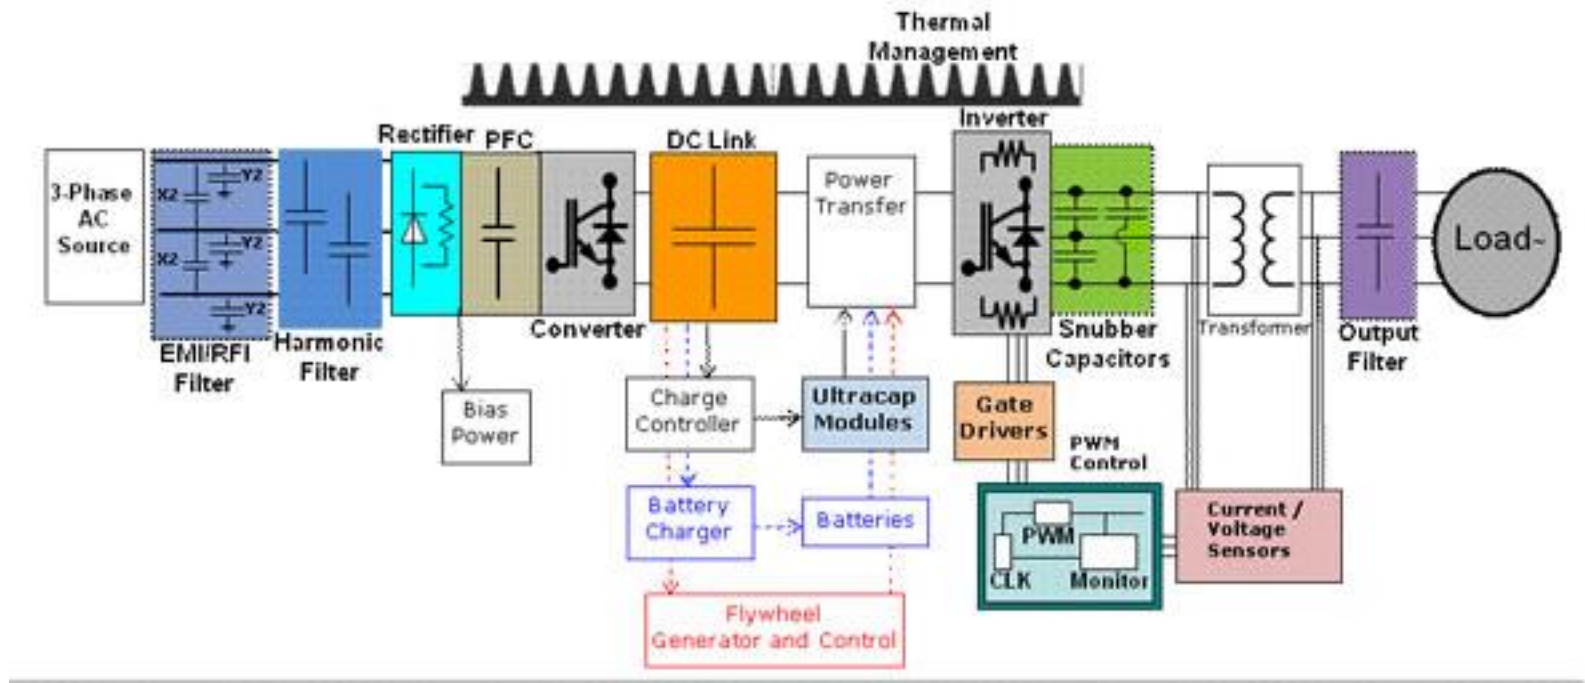 Thermal
Management
Rectifier
PFC
DC Link
Inverter
3-Phase
AC
Source
X2
X2
Y2
Y2
Y2
EMI/RFI
Filter
Harmonic
Filter
Converter
Power
Transfer
Snubber
Capacitors
Transformer
Output
Filter
Load~
Bias
Power
Charge
Controller
Ultracap
Modules
Gate
Drivers
Battery
Charger
Batteries
Flywheel
Generator and Control
PWM
Control
PWM
CLK
Monitor
Current /
Voltage
Sensors